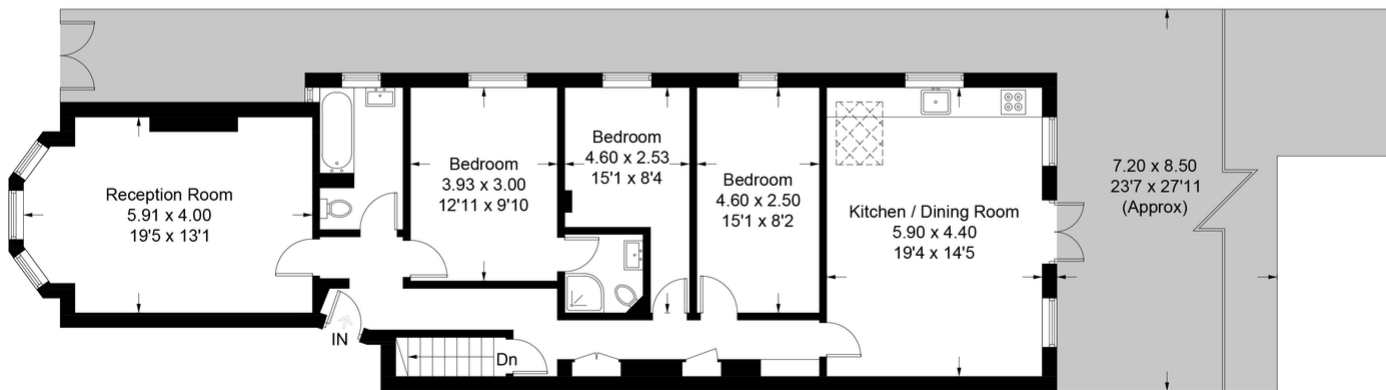 Reception Room
5.91 x 4.00
19'5 x 13'1
IN
Bedroom
3.93 x 3.00
12'11 x 9'10
Dn
Bedroom
4.60 x 2.53
15'1 x 8'4
Bedroom
4.60 x 2.50
15'1 x 8'2
Kitchen / Dining Room
5.90 x 4.40
19'4 x 14'5
7.20 x 8.50
23'7 x 27'11
(Approx)